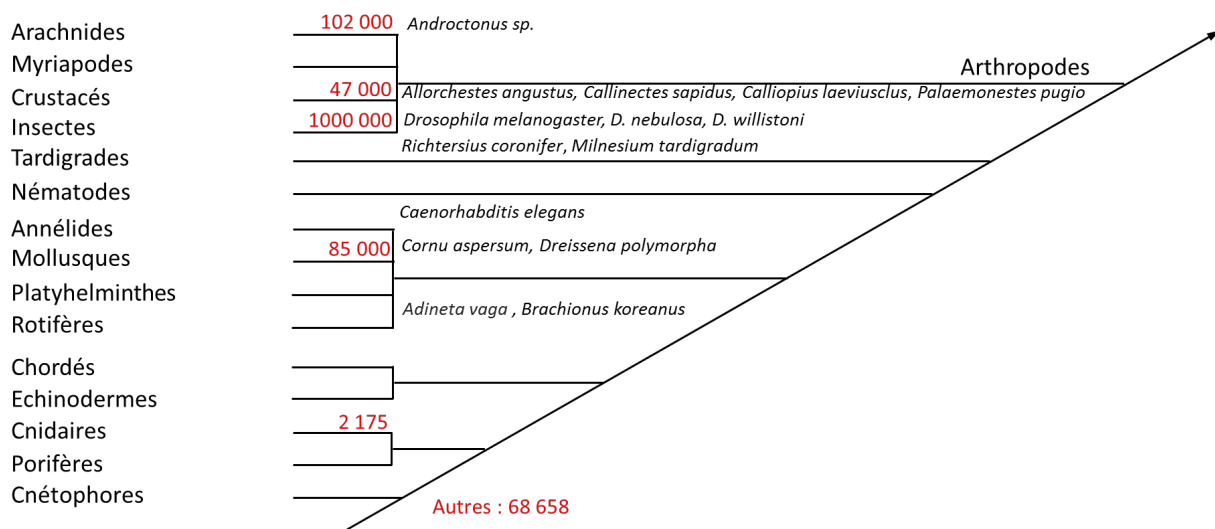 Arachnides 102 000 Androctonus sp.
Myriapodes Arthropodes
Crustacés 47 000 Allorchestes angustus, Callinectes sapidus, Calliopius laeviusclus, Palaemonestes pugio
Insectes 1000 000 Drosophila melanogaster, D. nebulosa, D. willistoni
Tardigrades Richtersius coronifer, Milnesium tardigradum
Nématodes
Caenorhabditis elegans
Annélides
Mollusques 85 000 Cornu aspersum, Dreissena polymorpha
Platyhelminthes
Rotifères Adineta vaga , Brachionus koreanus
Chordés
Echinodermes
Cnidaires 2 175
Porifères
Cnétophores
Autres : 68 658